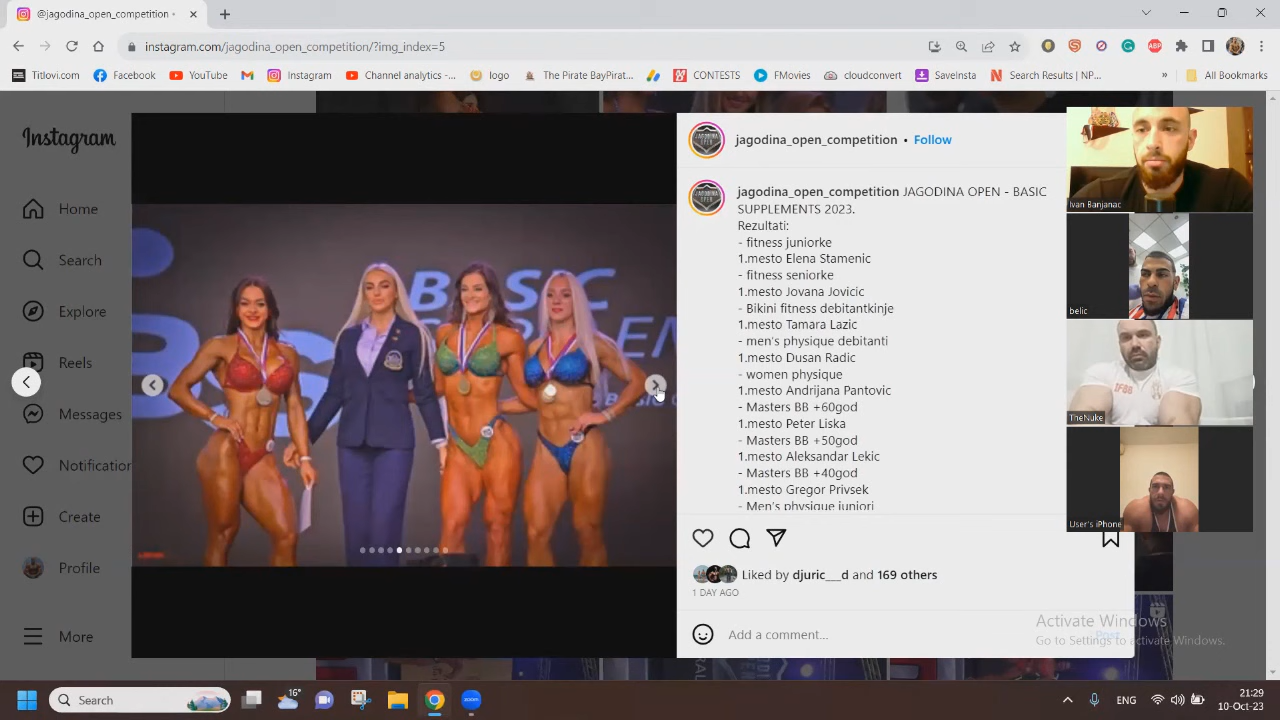 @jagodina_open_competition •
instagram.com/jagodina_open_competition/?img_index=5
Titlovi.com
Facebook
YouTube
Instagram
Channel analytics -...
logo
The Pirate BayPirat...
CONTESTS
FMovies
cloudconvert
SaveInsta
Search Results | NP...
»
All Bookmarks
Instagram
Home
Search
Explore
Reels
Messages
Notification
Create
Profile
More
BASIC
jagodina_open_competition • Follow
jagodina_open_competition JAGODINA OPEN - BASIC
SUPPLEMENTS 2023.
Rezultati:
- fitness juniorke
1.mesto Elena Stamenic
- fitness seniorke
1.mesto Jovana Jovicic
- Bikini fitness debitantkinje
1.mesto Tamara Lazic
- men's physique debitanti
1.mesto Dusan Radic
- women physique
1.mesto Andrijana Pantovic
- Masters BB +60god
1.mesto Peter Liska
- Masters BB +50god
1.mesto Aleksandar Lekic
- Masters BB +40god
1.mesto Gregor Privsek
- Men's physique juniori
Liked by djuric___d and 169 others
1 DAY AGO
Add a comment...
Post
Ivan Banjanac
belic
TheNuke
User's iPhone
Activate Windows
Go to Settings to activate Windows.
Search
16°
zoom
ENG
21:29
10-Oct-23